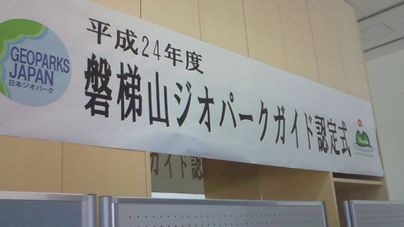 GEOPARKS
JAPAN
日本ジオパーク
平成24年度
磐梯山ジオパークガイド認定式
ガイド認